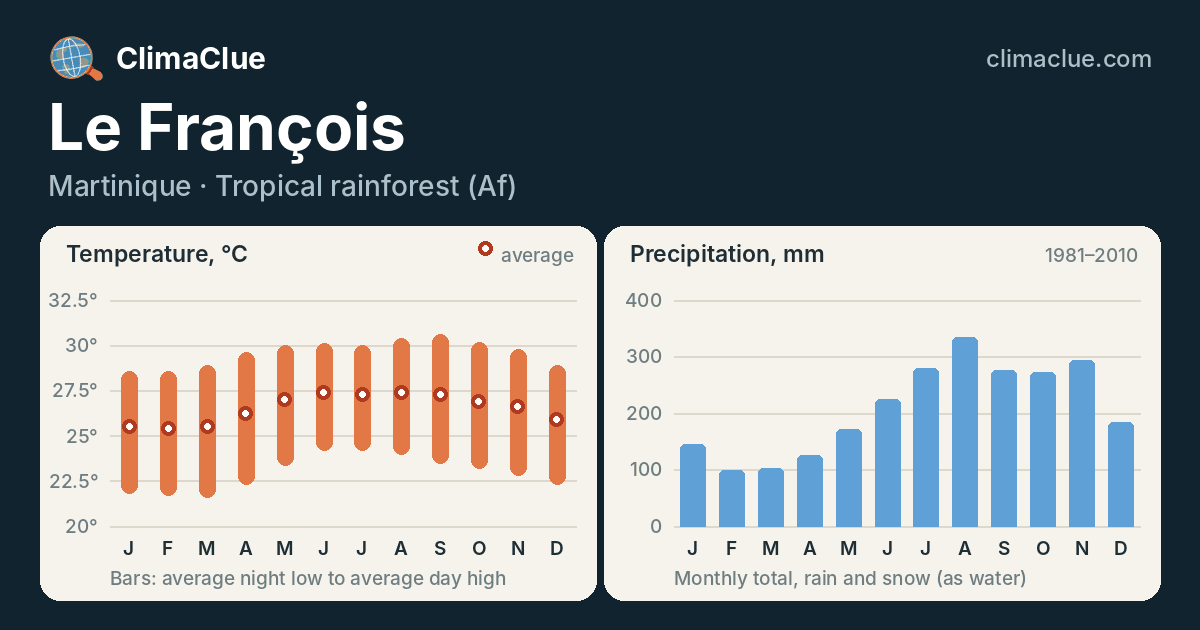 ClimaClue
climaclue.com
Le François
Martinique · Tropical rainforest (Af)
Temperature, °C
average
32.5°
30°
27.5°
25°
22.5°
20°
J F M A M J J A S O N D
Bars: average night low to average day high
Precipitation, mm
1981–2010
400
300
200
100
0
J F M A M J J A S O N D
Monthly total, rain and snow (as water)